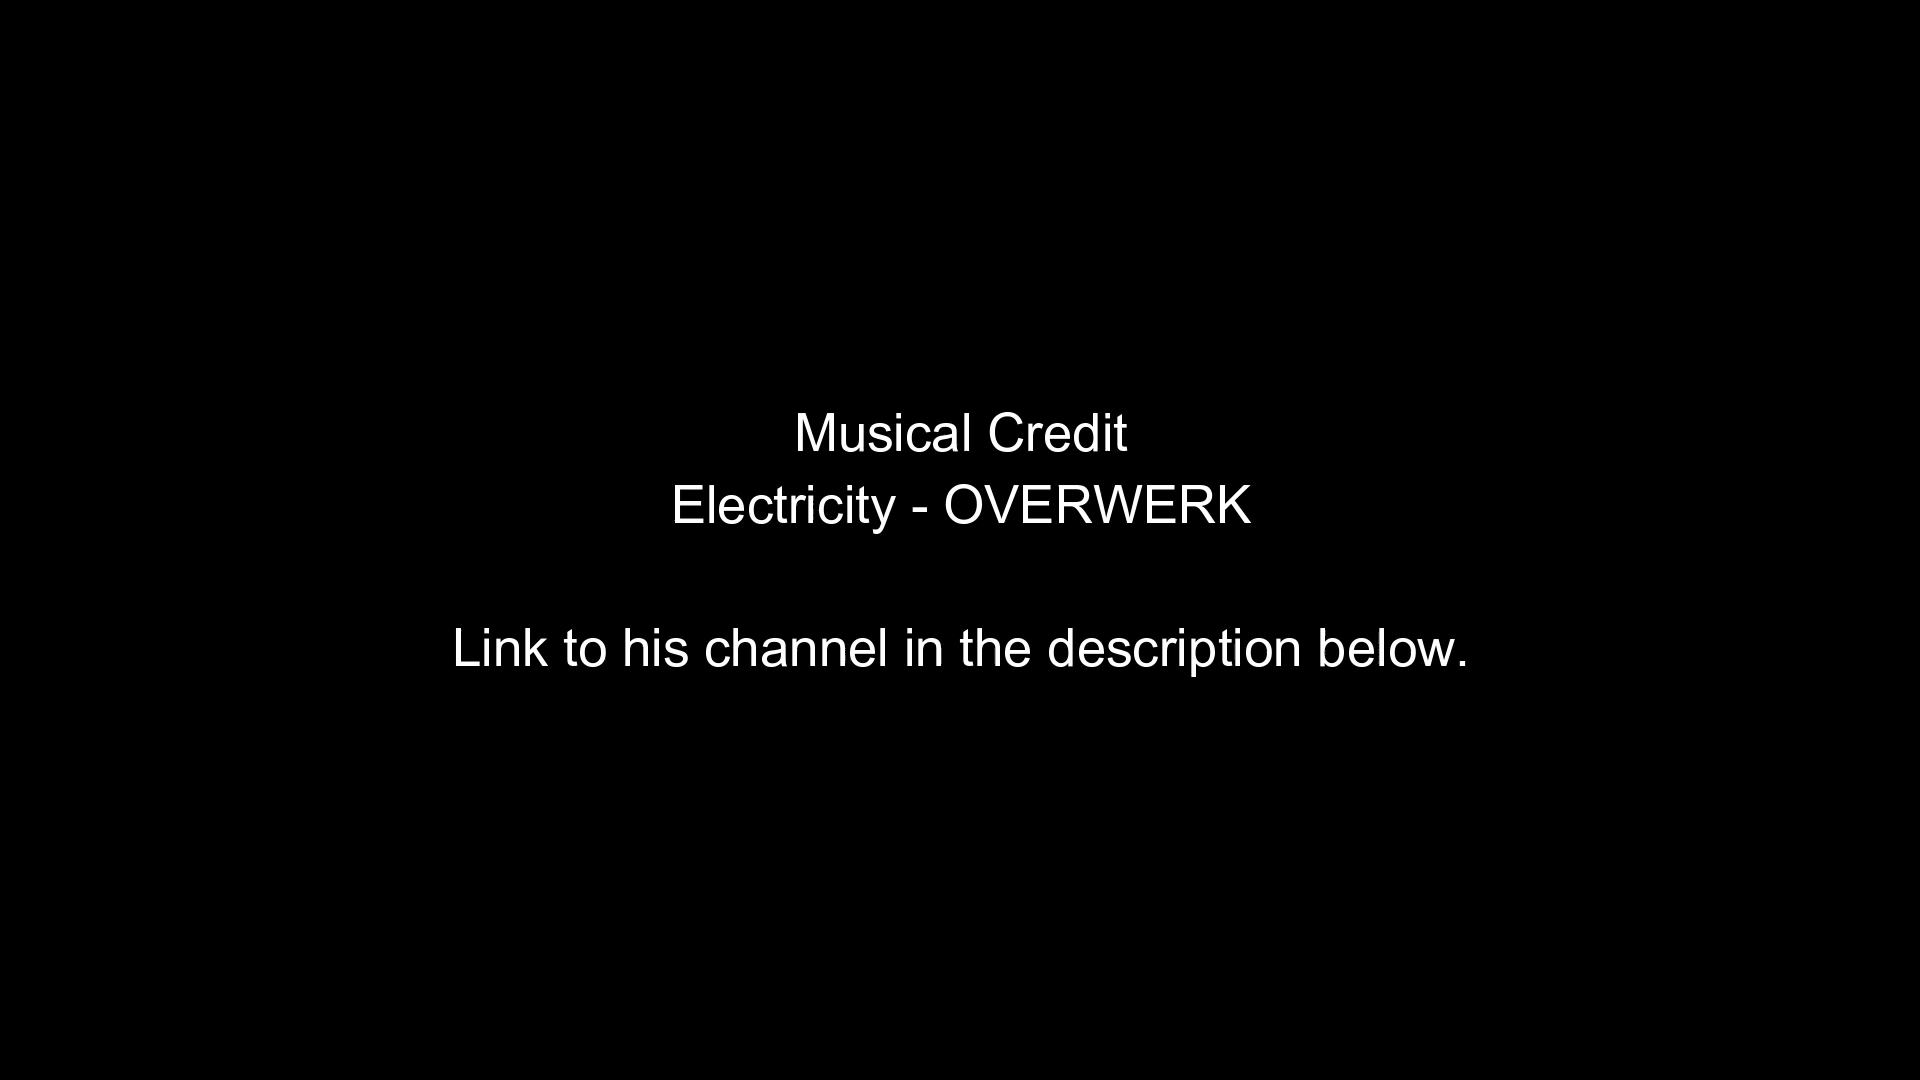 Musical Credit
Electricity - OVERWERK
Link to his channel in the description below.